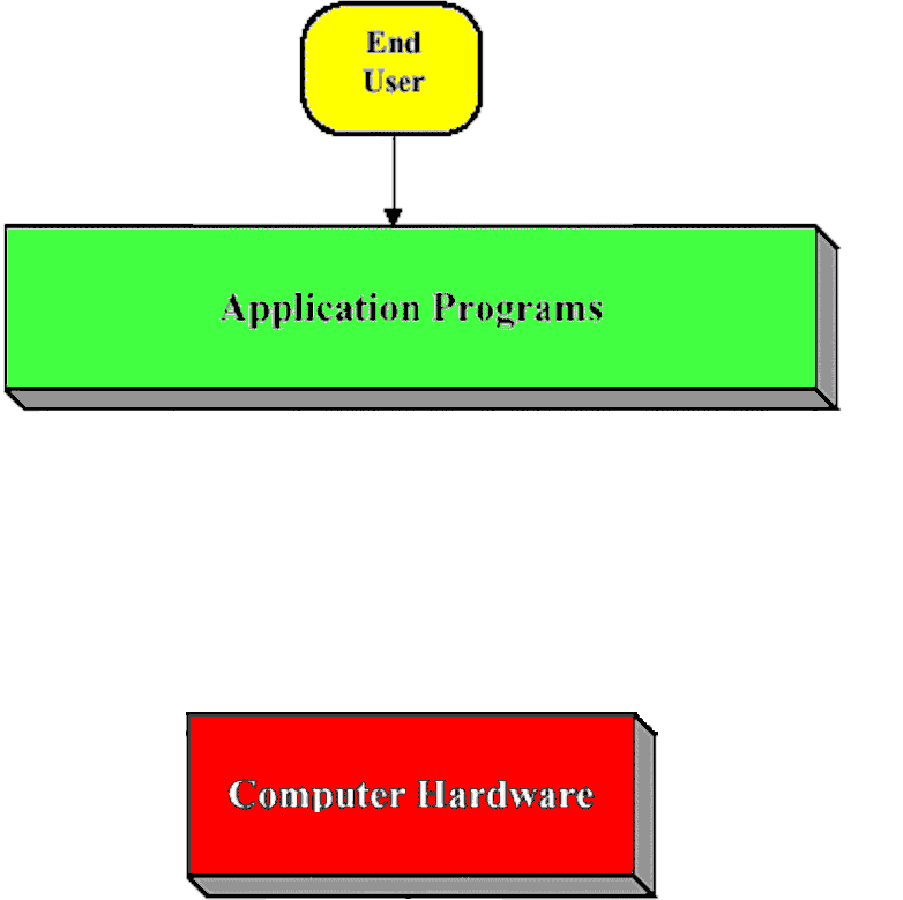 End
User
Application Programs
Computer Hardware